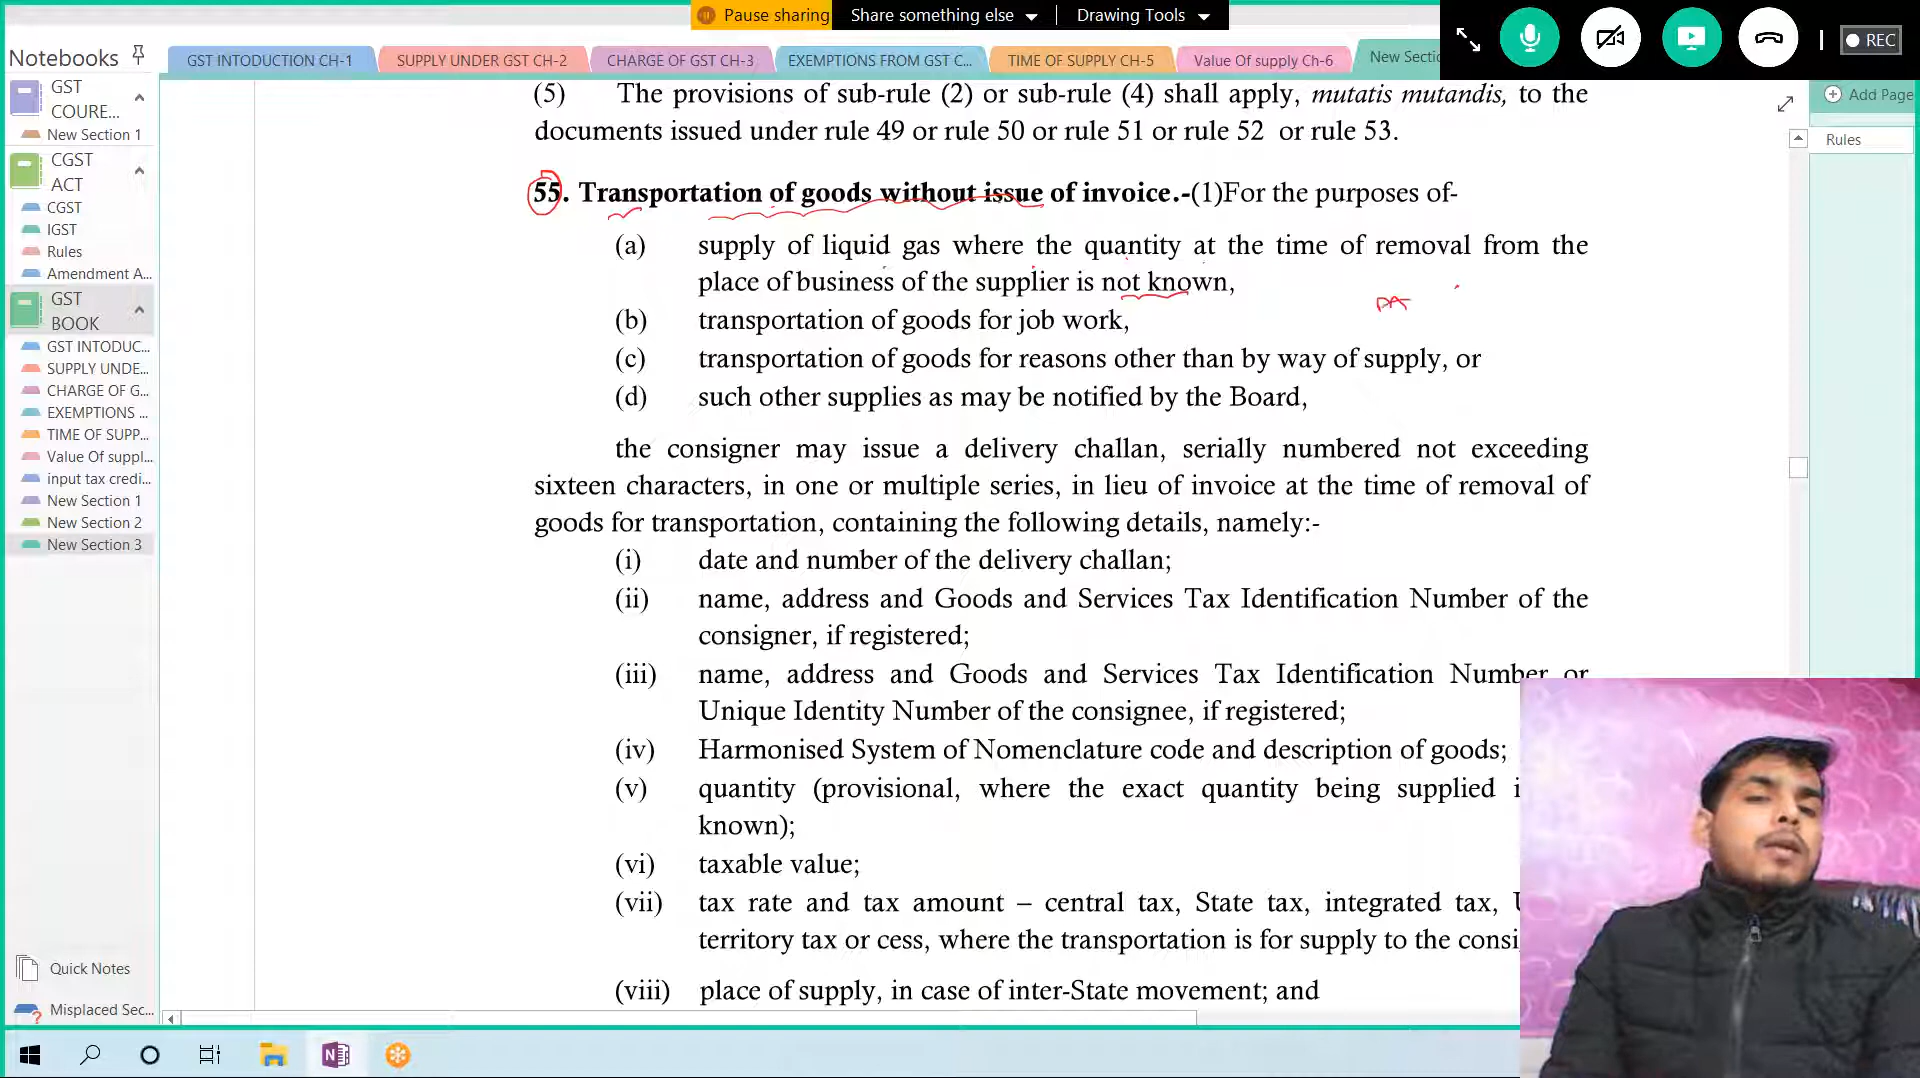 Pause sharing
Share something else
Drawing Tools
REC
Notebooks
GST INTODUCTION CH-1
SUPPLY UNDER GST CH-2
CHARGE OF GST CH-3
EXEMPTIONS FROM GST C...
TIME OF SUPPLY CH-5
Value Of supply Ch-6
Add Page
Rules
GST
COURE...
New Section 1
CGST
ACT
CGST
IGST
Rules
Amendment A...
GST
BOOK
GST INTODUC...
SUPPLY UNDE...
CHARGE OF G...
EXEMPTIONS ...
TIME OF SUPP...
Value Of suppl...
input tax credi...
New Section 1
New Section 2
New Section 3
Quick Notes
Misplaced Sec...
(5) The provisions of sub-rule (2) or sub-rule (4) shall apply, mutatis mutandis, to the
documents issued under rule 49 or rule 50 or rule 51 or rule 52 or rule 53.
55. Transportation of goods without issue of invoice.-(1)For the purposes of-
(a) supply of liquid gas where the quantity at the time of removal from the
place of business of the supplier is not known,
(b) transportation of goods for job work,
(c) transportation of goods for reasons other than by way of supply, or
(d) such other supplies as may be notified by the Board,
the consigner may issue a delivery challan, serially numbered not exceeding
sixteen characters, in one or multiple series, in lieu of invoice at the time of removal of
goods for transportation, containing the following details, namely:-
(i) date and number of the delivery challan;
(ii) name, address and Goods and Services Tax Identification Number of the
consigner, if registered;
(iii) name, address and Goods and Services Tax Identification Number or
Unique Identity Number of the consignee, if registered;
(iv) Harmonised System of Nomenclature code and description of goods;
(v) quantity (provisional, where the exact quantity being supplied
known);
(vi) taxable value;
(vii) tax rate and tax amount – central tax, State tax, integrated tax,
territory tax or cess, where the transportation is for supply to the
(viii) place of supply, in case of inter-State movement; and